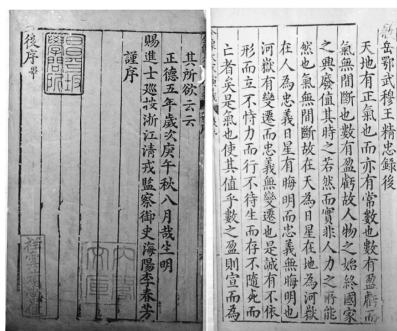 岳鄂武穆王精忠錄後
天地有正氣也而亦有常數也數有盈虧而
氣無間斷也數有盈虧故人物之始終國家
之興廢值其時之若然而實非人力之所能
然也氣無間斷故在天為日星在地為河嶽
在人為忠義日星有晦明而忠義無晦明也
河嶽有變遷而忠義無變遷也是誠有不依
形而立不恃力而行不待生而存不隨死而
亡者矣是氣也使其值乎數之盈則宣而為
其所欲云云
正德五年歲次庚午秋八月哉生明
賜進士巡按浙江清戎監察御史海陽李春芳
謹序
後序畢
昌平坂
學問所